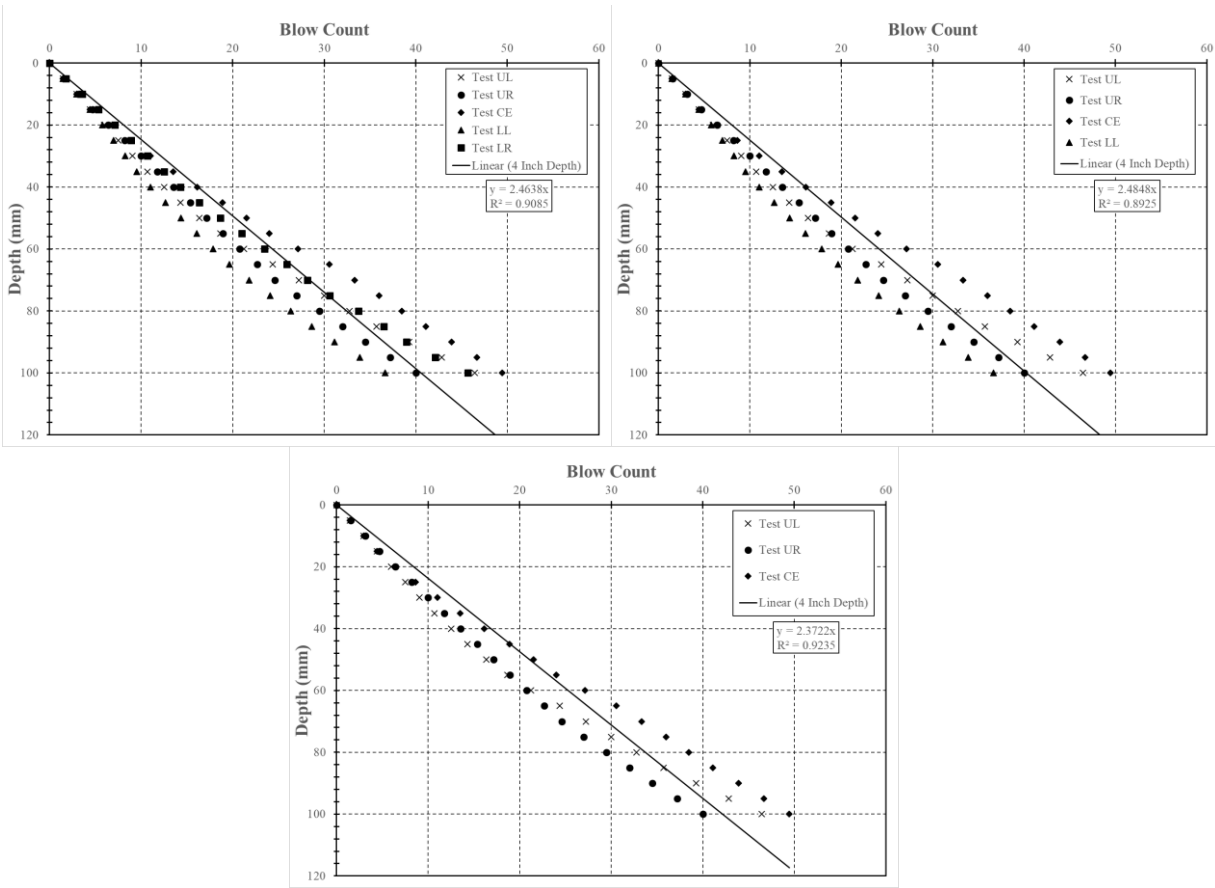 Blow Count
0 10 20 30 40 50 60
0
20
40
60
80
100
120
Depth (mm)
Test UL
Test UR
Test CE
Test LL
Test LR
Linear (4 Inch Depth)
y = 2.4638x
R² = 0.9085
Blow Count
0 10 20 30 40 50 60
0
20
40
60
80
100
120
Depth (mm)
Test UL
Test UR
Test CE
Test LL
Linear (4 Inch Depth)
y = 2.4848x
R² = 0.8925
Blow Count
0 10 20 30 40 50 60
0
20
40
60
80
100
120
Depth (mm)
Test UL
Test UR
Test CE
Linear (4 Inch Depth)
y = 2.3722x
R² = 0.9235